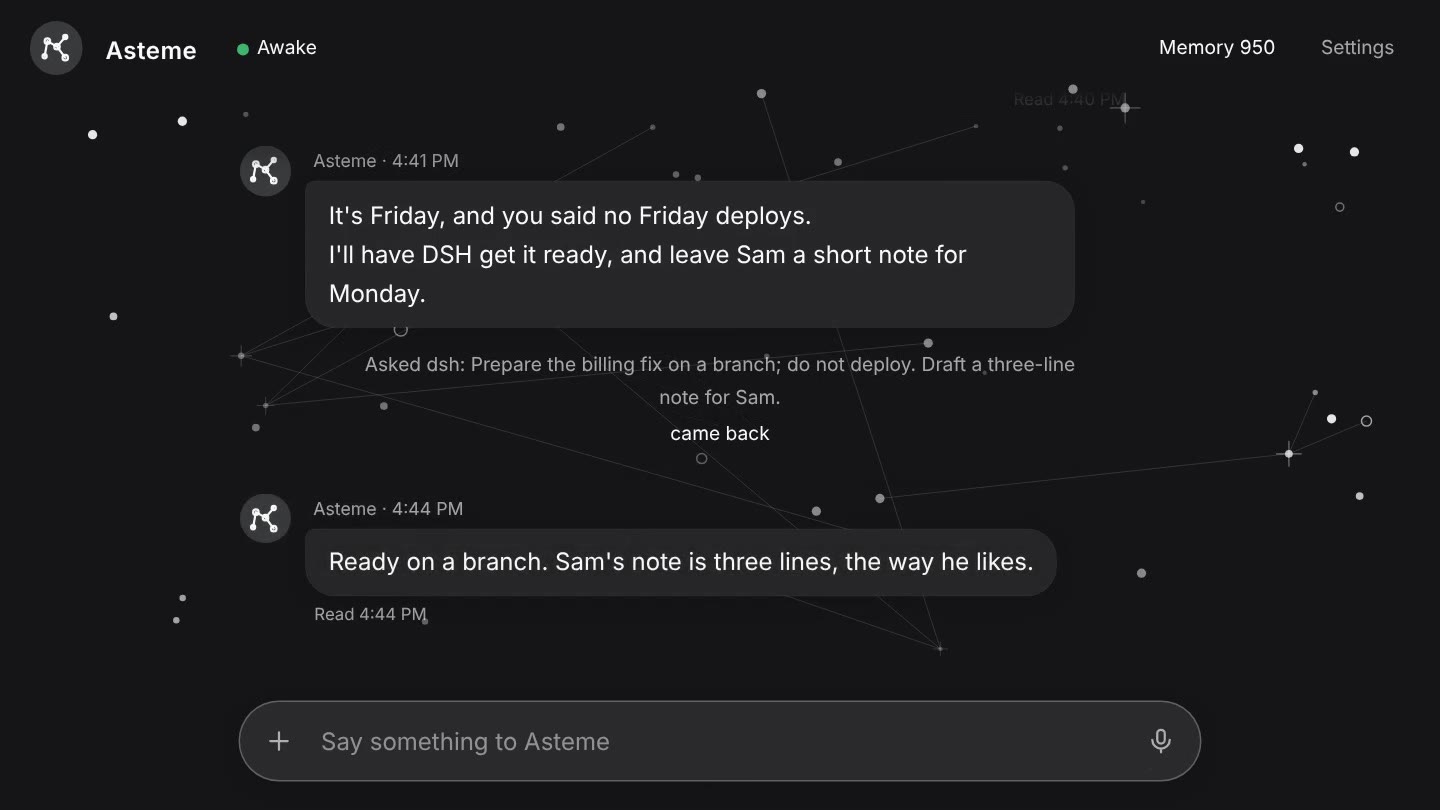 Asteme
Awake
Memory 950
Settings
Read 4:40 PM
Asteme · 4:41 PM
It's Friday, and you said no Friday deploys.
I'll have DSH get it ready, and leave Sam a short note for
Monday.
Asked dsh: Prepare the billing fix on a branch; do not deploy. Draft a three-line
note for Sam.
came back
Asteme · 4:44 PM
Ready on a branch. Sam's note is three lines, the way he likes.
Read 4:44 PM
Say something to Asteme